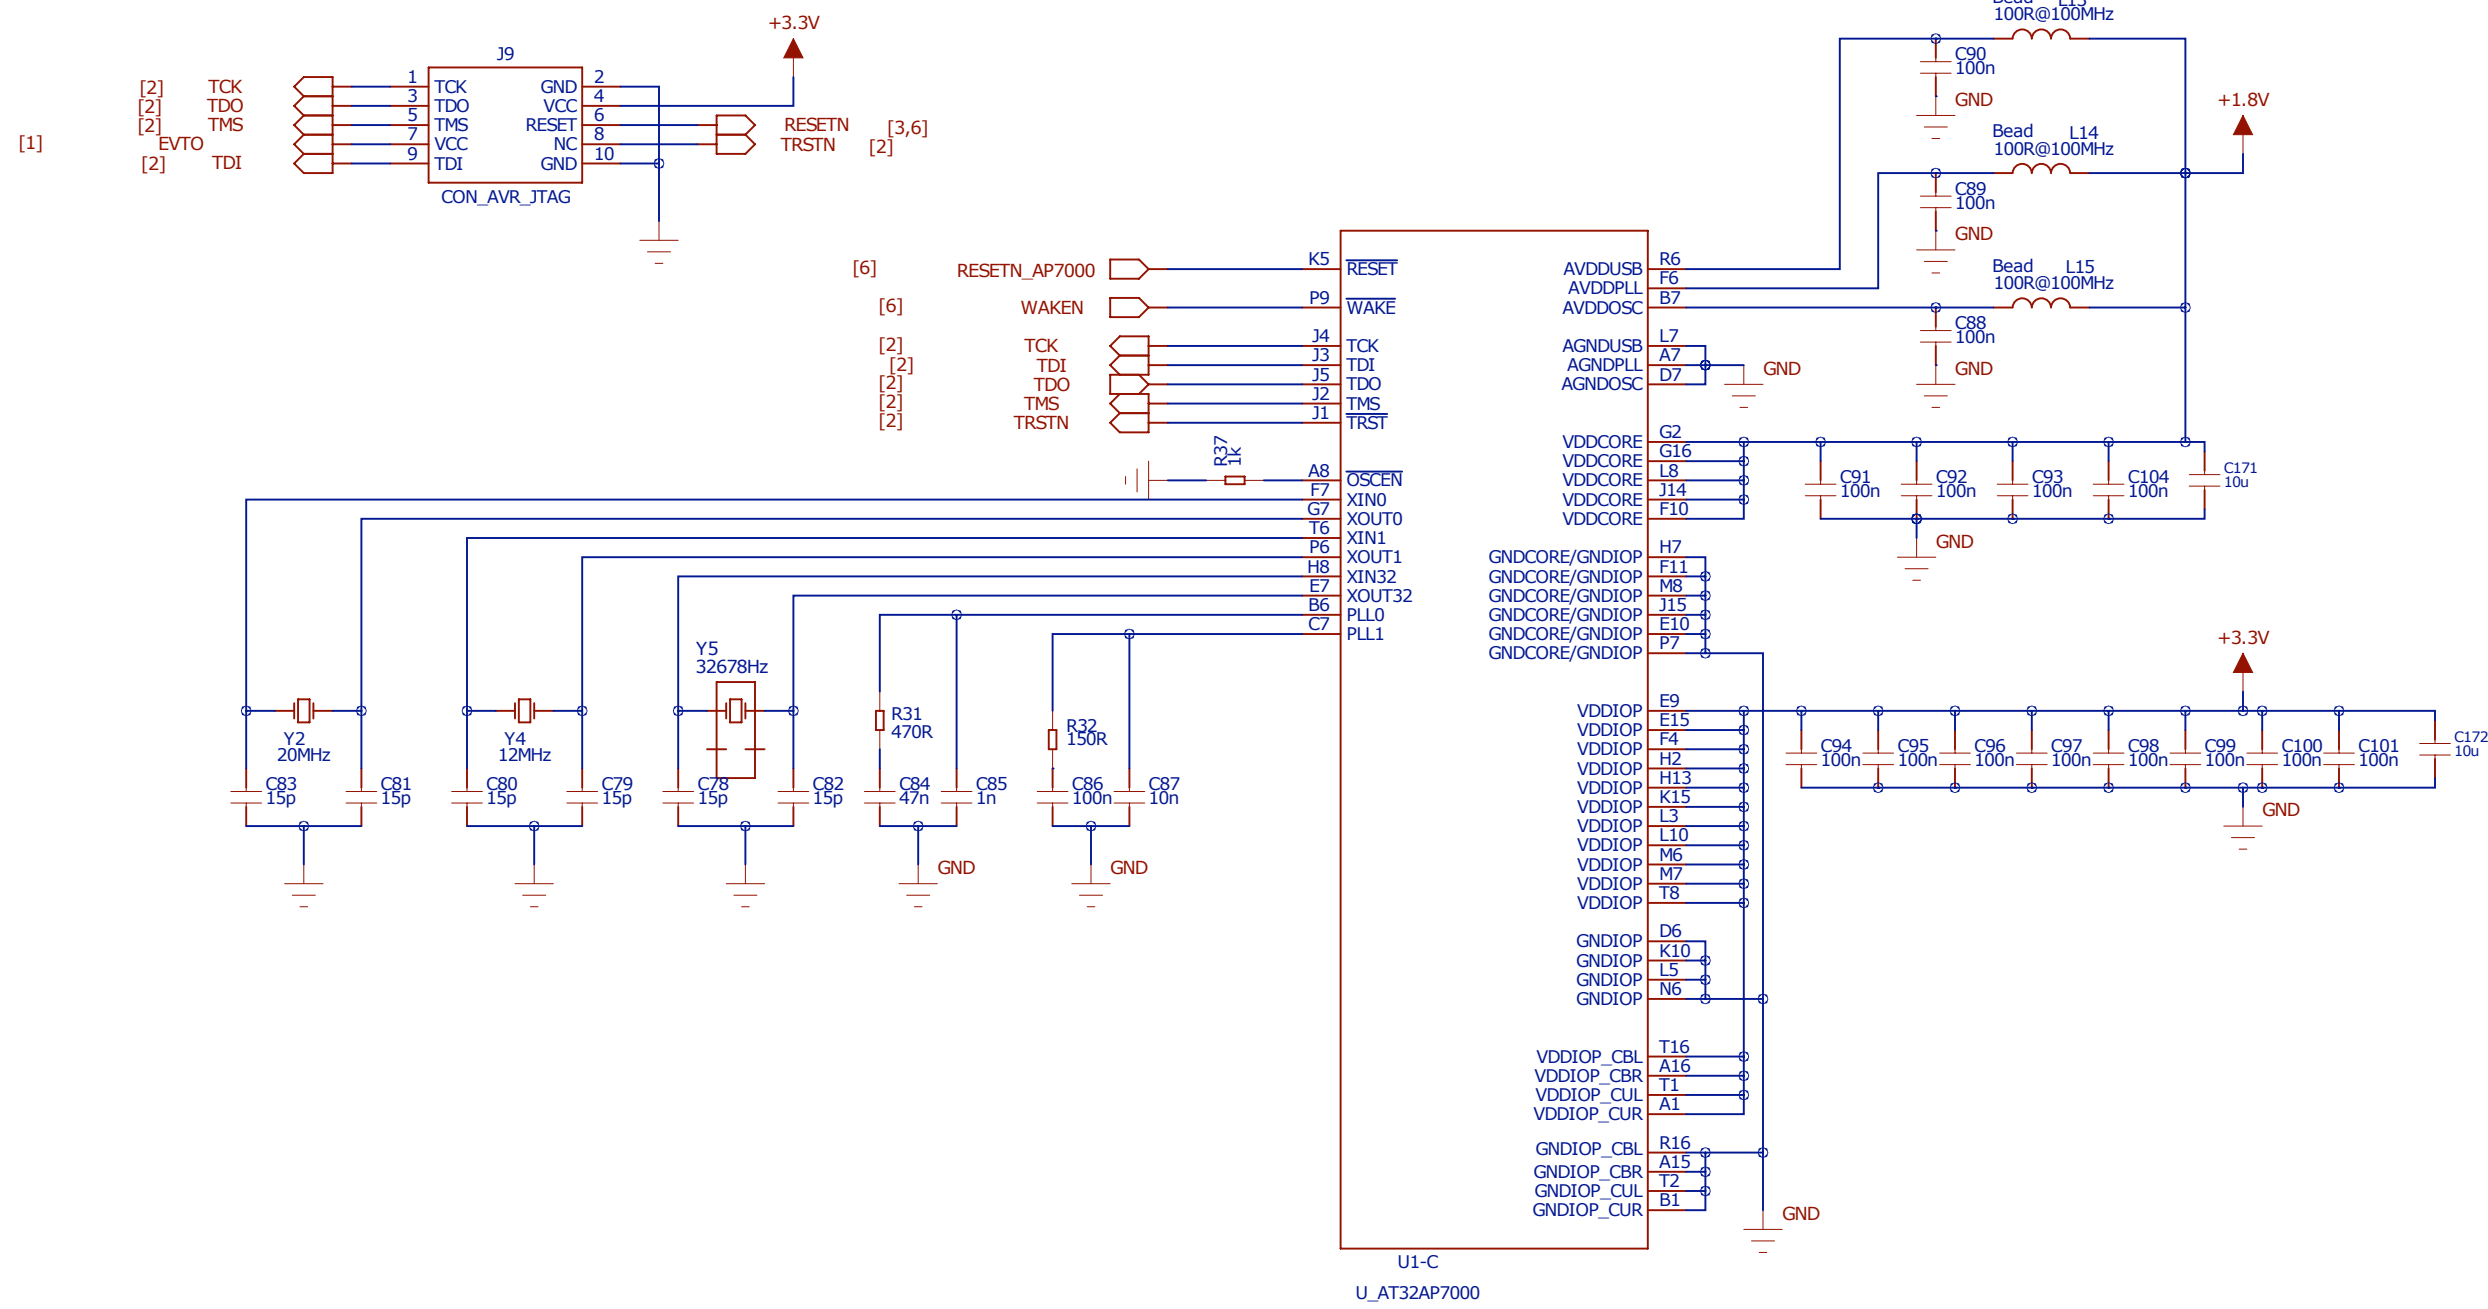 J9
+3.3V
[2] TCK 1 TCK GND 2
[2] TDO 3 TDO VCC 4
[2] TMS 5 TMS RESET 6 RESETN [3,6]
[1] EVTO 7 VCC NC 8 TRSTN [2]
[2] TDI 9 TDI GND 10
CON_AVR_JTAG
Bead L13
100R@100MHz
C90
100n
GND
+1.8V
Bead L14
100R@100MHz
C89
100n
GND
Bead L15
100R@100MHz
C88
100n
GND
[6] RESETN_AP7000 K5 RESET
[6] WAKEN P9 WAKE
[2] TCK J4 TCK
[2] TDI J3 TDI
[2] TDO J5 TDO
[2] TMS J2 TMS
[2] TRSTN J1 TRST
R37
1k
A8 OSCEN
F7 XIN0
G7 XOUT0
T6 XIN1
P6 XOUT1
H8 XIN32
E7 XOUT32
B6 PLL0
C7 PLL1
AVDDUSB R6
AVDDPLL F6
AVDDOSC B7
AGNDUSB L7
AGNDPLL A7
AGNDOSC D7
GND
VDDCORE G2
VDDCORE G16
VDDCORE L8
VDDCORE J14
VDDCORE F10
C91
100n
C92
100n
C93
100n
C104
100n
C171
10u
GND
GNDCORE/GNDIOP H7
GNDCORE/GNDIOP F11
GNDCORE/GNDIOP M8
GNDCORE/GNDIOP J15
GNDCORE/GNDIOP E10
GNDCORE/GNDIOP P7
+3.3V
VDDIOP E9
VDDIOP E15
VDDIOP F4
VDDIOP H2
VDDIOP H13
VDDIOP K15
VDDIOP L3
VDDIOP L10
VDDIOP M6
VDDIOP M7
VDDIOP T8
C94
100n
C95
100n
C96
100n
C97
100n
C98
100n
C99
100n
C100
100n
C101
100n
C172
10u
GND
GNDIOP D6
GNDIOP K10
GNDIOP L5
GNDIOP N6
VDDIOP_CBL T16
VDDIOP_CBR A16
VDDIOP_CUL T1
VDDIOP_CUR A1
GNDIOP_CBL R16
GNDIOP_CBR A15
GNDIOP_CUL T2
GNDIOP_CUR B1
GND
Y2
20MHz
C83
15p
C81
15p
Y4
12MHz
C80
15p
C79
15p
Y5
32678Hz
C78
15p
C82
15p
R31
470R
C84
47n
C85
1n
GND
R32
150R
C86
100n
C87
10n
GND
U1-C
U_AT32AP7000